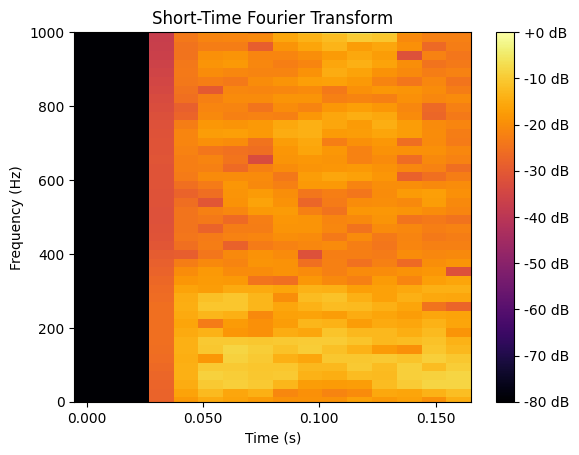 Short-Time Fourier Transform
Frequency (Hz)
1000
800
600
400
200
0
0.000
0.050
0.100
0.150
Time (s)
+0 dB
-10 dB
-20 dB
-30 dB
-40 dB
-50 dB
-60 dB
-70 dB
-80 dB